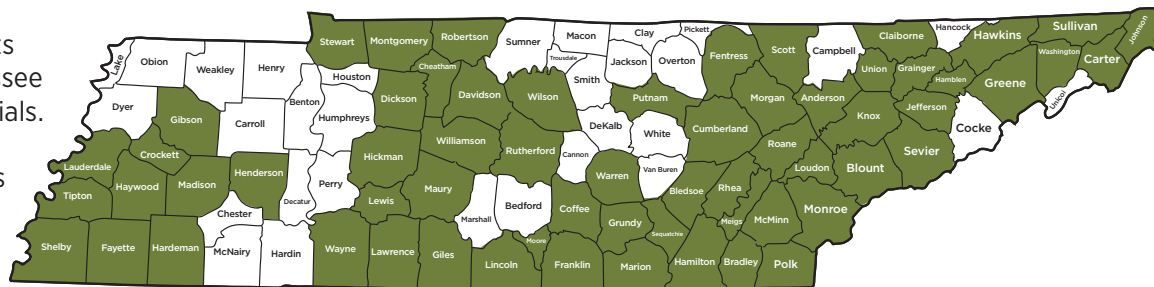 ts
see
ials.
s
Lake
Obion
Weakley
Henry
Stewart
Montgomery
Robertson
Sumner
Macon
Trousdale
Clay
Pickett
Jackson
Overton
Fentress
Scott
Campbell
Claiborne
Hancock
Hawkins
Sullivan
Johnson
Washington
Carter
Unicoi
Greene
Hamblen
Grainger
Union
Dyer
Gibson
Carroll
Benton
Houston
Humphreys
Dickson
Cheatham
Davidson
Wilson
Smith
Putnam
DeKalb
White
Cumberland
Morgan
Anderson
Knox
Jefferson
Cocke
Sevier
Lauderdale
Crockett
Haywood
Madison
Henderson
Decatur
Perry
Hickman
Williamson
Rutherford
Cannon
Warren
Van Buren
Bledsoe
Rhea
Roane
Loudon
Blount
Tipton
Chester
Lewis
Maury
Marshall
Bedford
Coffee
Grundy
Sequatchie
Meigs
McMinn
Monroe
Shelby
Fayette
Hardeman
McNairy
Hardin
Wayne
Lawrence
Giles
Lincoln
Moore
Franklin
Marion
Hamilton
Bradley
Polk